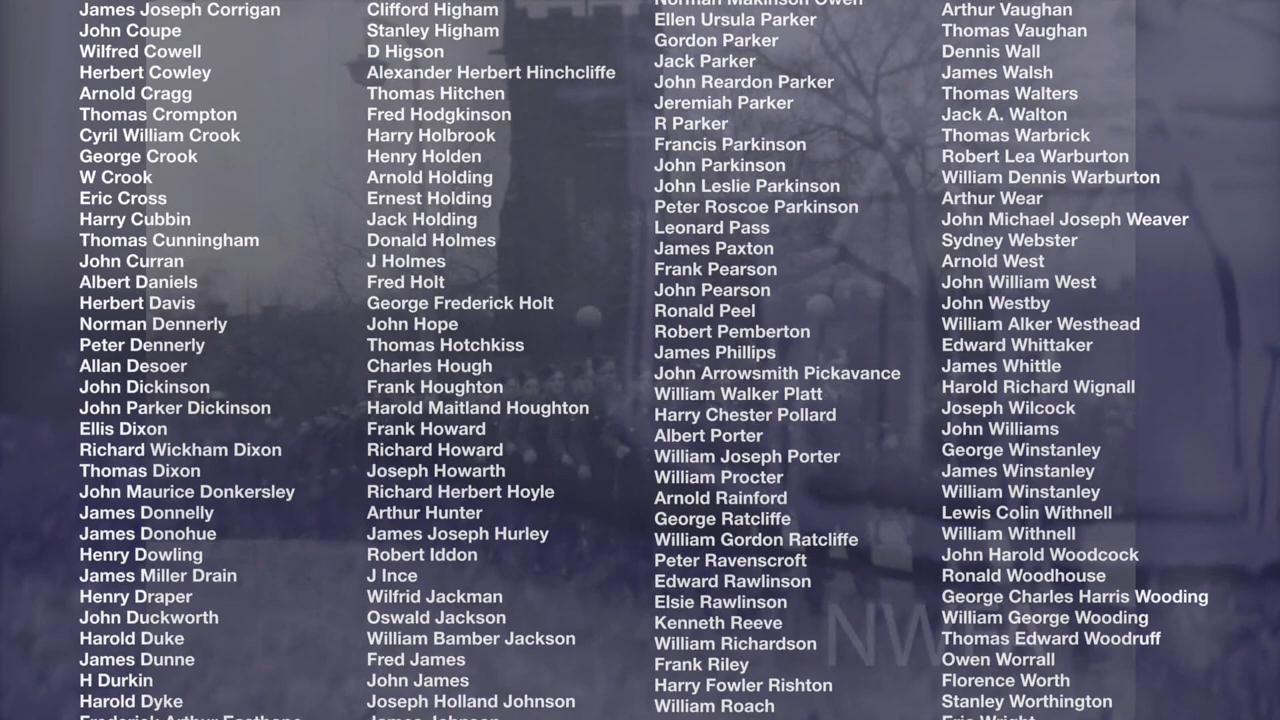 James Joseph Corrigan
John Coupe
Wilfred Cowell
Herbert Cowley
Arnold Cragg
Thomas Crompton
Cyril William Crook
George Crook
W Crook
Eric Cross
Harry Cubbin
Thomas Cunningham
John Curran
Albert Daniels
Herbert Davis
Norman Dennerly
Peter Dennerly
Allan Desoer
John Dickinson
John Parker Dickinson
Ellis Dixon
Richard Wickham Dixon
Thomas Dixon
John Maurice Donkersley
James Donnelly
James Donohue
Henry Dowling
James Miller Drain
Henry Draper
John Duckworth
Harold Duke
James Dunne
H Durkin
Harold Dyke
Frederick Arthur
Clifford Higham
Stanley Higham
D Higson
Alexander Herbert Hinchcliffe
Thomas Hitchen
Fred Hodgkinson
Harry Holbrook
Henry Holden
Arnold Holding
Ernest Holding
Jack Holding
Donald Holmes
J Holmes
Fred Holt
George Frederick Holt
John Hope
Thomas Hotchkiss
Charles Hough
Frank Houghton
Harold Maitland Houghton
Frank Howard
Richard Howard
Joseph Howarth
Richard Herbert Hoyle
Arthur Hunter
James Joseph Hurley
Robert Iddon
J Ince
Wilfrid Jackman
Oswald Jackson
William Bamber Jackson
Fred James
John James
Joseph Holland Johnson
James Johnson
Norman Makinson Owen
Ellen Ursula Parker
Gordon Parker
Jack Parker
John Reardon Parker
Jeremiah Parker
R Parker
Francis Parkinson
John Parkinson
John Leslie Parkinson
Peter Roscoe Parkinson
Leonard Pass
James Paxton
Frank Pearson
John Pearson
Ronald Peel
Robert Pemberton
James Phillips
John Arrowsmith Pickavance
William Walker Platt
Harry Chester Pollard
Albert Porter
William Joseph Porter
William Procter
Arnold Rainford
George Ratcliffe
William Gordon Ratcliffe
Peter Ravenscroft
Edward Rawlinson
Elsie Rawlinson
Kenneth Reeve
William Richardson
Frank Riley
Harry Fowler Rishton
William Roach
Arthur Vaughan
Thomas Vaughan
Dennis Wall
James Walsh
Thomas Walters
Jack A. Walton
Thomas Warbrick
Robert Lea Warburton
William Dennis Warburton
Arthur Wear
John Michael Joseph Weaver
Sydney Webster
Arnold West
John William West
John Westby
William Alker Westhead
Edward Whittaker
James Whittle
Harold Richard Wignall
Joseph Wilcock
John Williams
George Winstanley
James Winstanley
William Winstanley
Lewis Colin Withnell
William Withnell
John Harold Woodcock
Ronald Woodhouse
George Charles Harris Wooding
William George Wooding
Thomas Edward Woodruff
Owen Worrall
Florence Worth
Stanley Worthington
Eric Wright